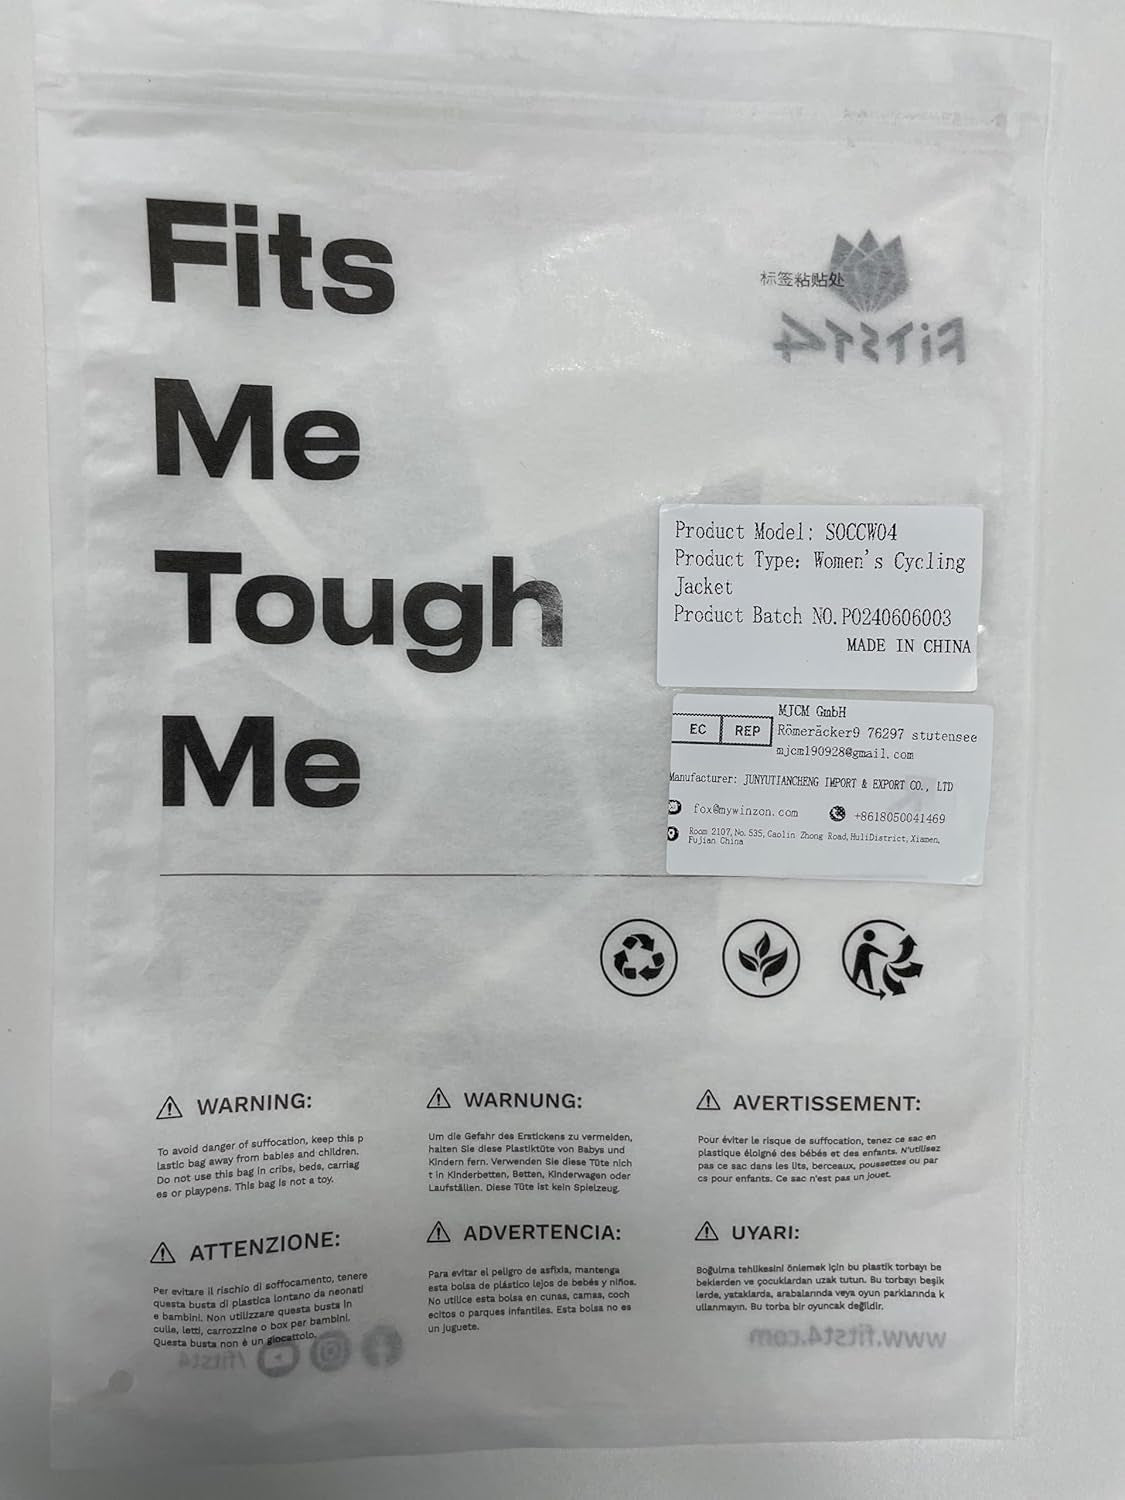 Fits
Me
Tough
Me
标签粘贴处
FiTST4
Product Model: SOCCW04
Product Type: Women's Cycling
Jacket
Product Batch NO.P0240606003
MADE IN CHINA
EC REP
MJCM GmbH
Römeräcker9 76297 stutensee
mjcm190928@gmail.com
Manufacturer: JUNYUTIANCHENG IMPORT & EXPORT CO., LTD
fox@mywinzon.com +8618050041469
Room 2107, No. 535, Gaolin Zhong Road, HuliDistrict, Xiamen,
Fujian China
WARNING:
To avoid danger of suffocation, keep this p
lastic bag away from babies and children.
Do not use this bag in cribs, beds, carriag
es or playpens. This bag is not a toy.
WARNUNG:
Um die Gefahr des Erstickens zu vermeiden,
halten Sie diese Plastiktüte von Babys und
Kindern fern. Verwenden Sie diese Tüte nich
t in Kinderbetten, Betten, Kinderwagen oder
Laufställen. Diese Tüte ist kein Spielzeug.
AVERTISSEMENT:
Pour éviter le risque de suffocation, tenez ce sac en
plastique éloigné des bébés et des enfants. N'utilisez
pas ce sac dans les lits, berceaux, poussettes ou par
cs pour enfants. Ce sac n'est pas un jouet.
ATTENZIONE:
Per evitare il rischio di soffocamento, tenere
questa busta di plastica lontano da neonati
e bambini. Non utilizzare questa busta in
culle, letti, carrozzine o box per bambini.
Questa busta non è un giocattolo.
ADVERTENCIA:
Para evitar el peligro de asfixia, mantenga
esta bolsa de plástico lejos de bebés y niños.
No utilice esta bolsa en cunas, camas, coch
ecitos o parques infantiles. Esta bolsa no es
un juguete.
UYARI:
Boğulma tehlikesini önlemek için bu plastik torbayı be
beklerden ve çocuklardan uzak tutun. Bu torbayı beşik
lerde, yataklarda, arabalarında veya oyun parklarında k
ullanmayın. Bu torba bir oyuncak değildir.
/fitst4
www.fitst4.com